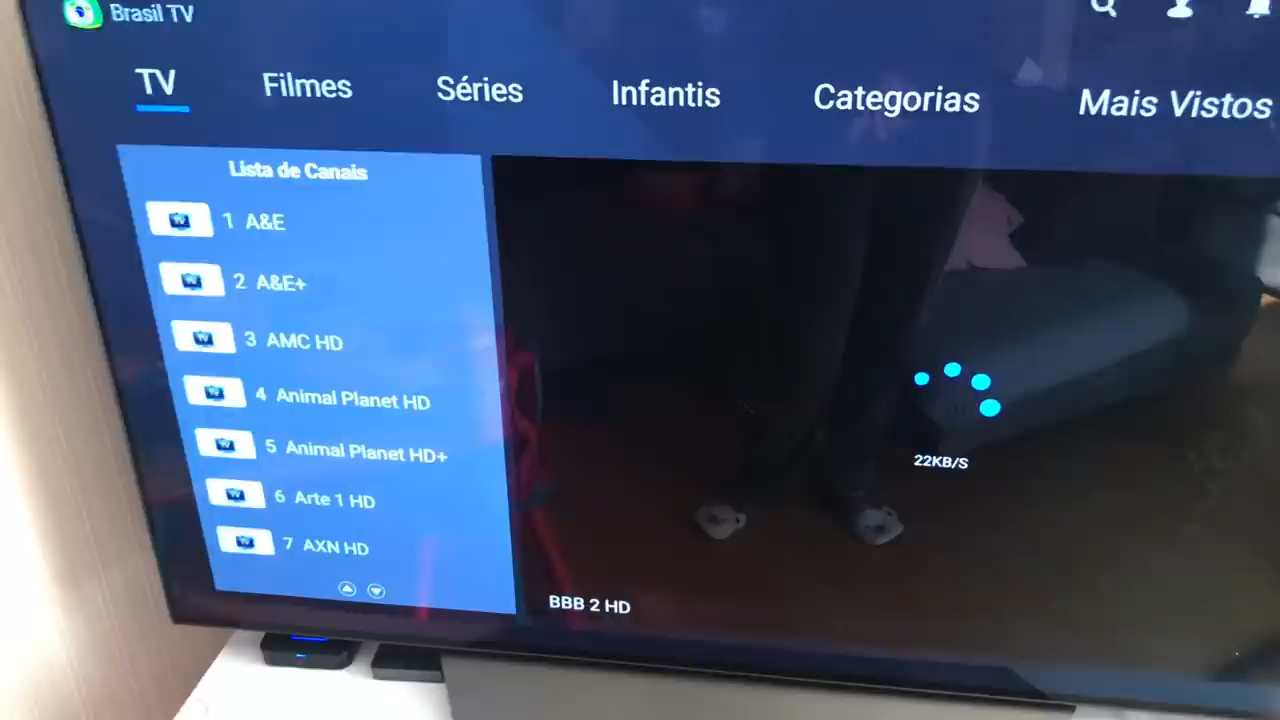 Brasil TV
TV
Filmes
Séries
Infantis
Categorias
Mais Vistos
Lista de Canais
1 A&E
2 A&E+
3 AMC HD
4 Animal Planet HD
5 Animal Planet HD+
6 Arte 1 HD
7 AXN HD
22KB/S
BBB 2 HD